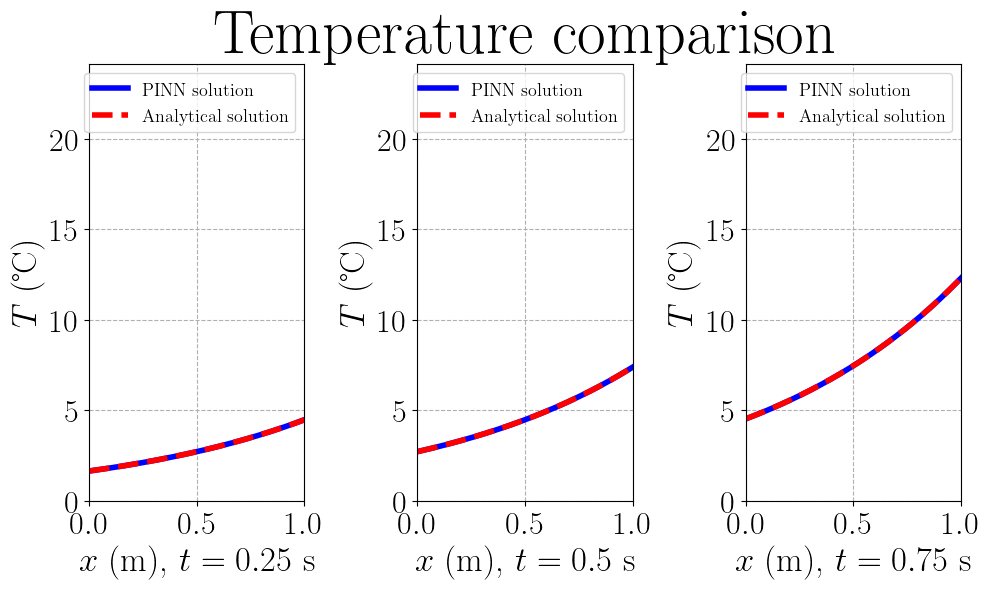 Temperature comparison
PINN solution
Analytical solution
T (°C)
20
15
10
5
0
0.0 0.5 1.0
x (m), t = 0.25 s
PINN solution
Analytical solution
T (°C)
20
15
10
5
0
0.0 0.5 1.0
x (m), t = 0.5 s
PINN solution
Analytical solution
T (°C)
20
15
10
5
0
0.0 0.5 1.0
x (m), t = 0.75 s